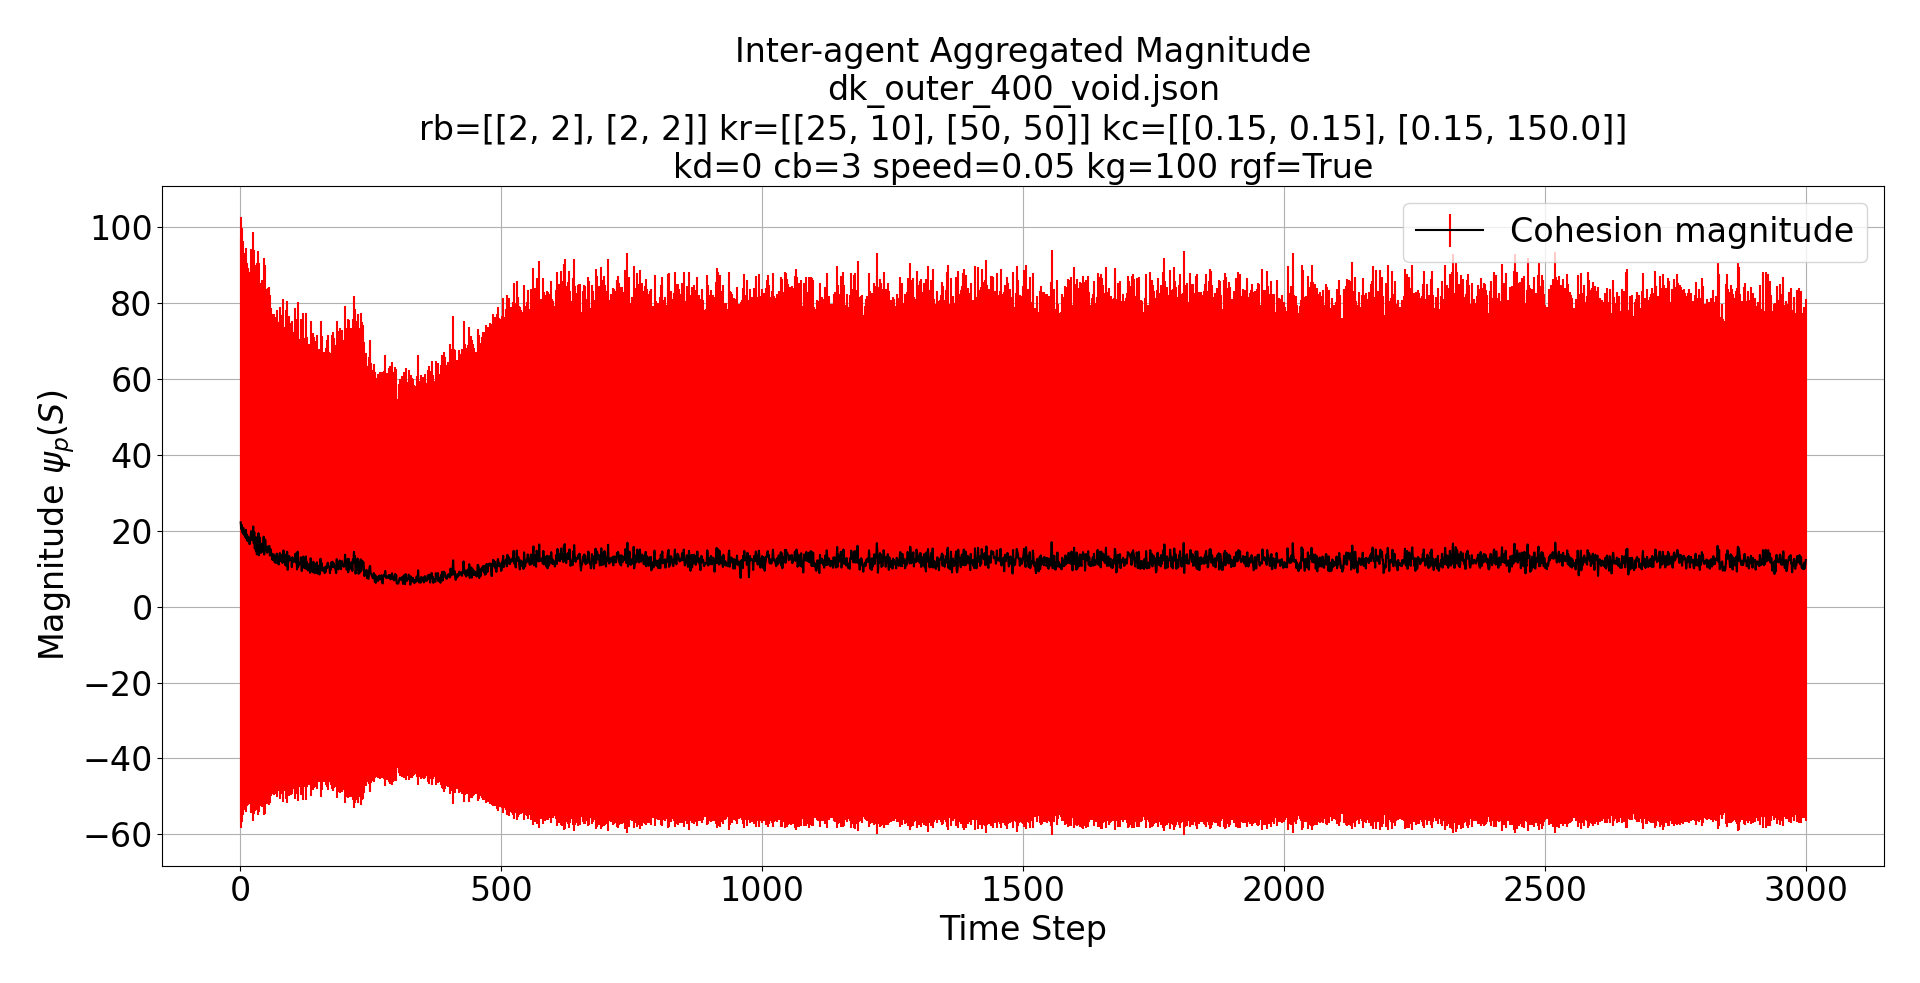 Inter-agent Aggregated Magnitude
dk_outer_400_void.json
rb=[[2, 2], [2, 2]] kr=[[25, 10], [50, 50]] kc=[[0.15, 0.15], [0.15, 150.0]]
kd=0 cb=3 speed=0.05 kg=100 rgf=True
Cohesion magnitude
Magnitude ψ_p(S)
100
80
60
40
20
0
−20
−40
−60
0 500 1000 1500 2000 2500 3000
Time Step